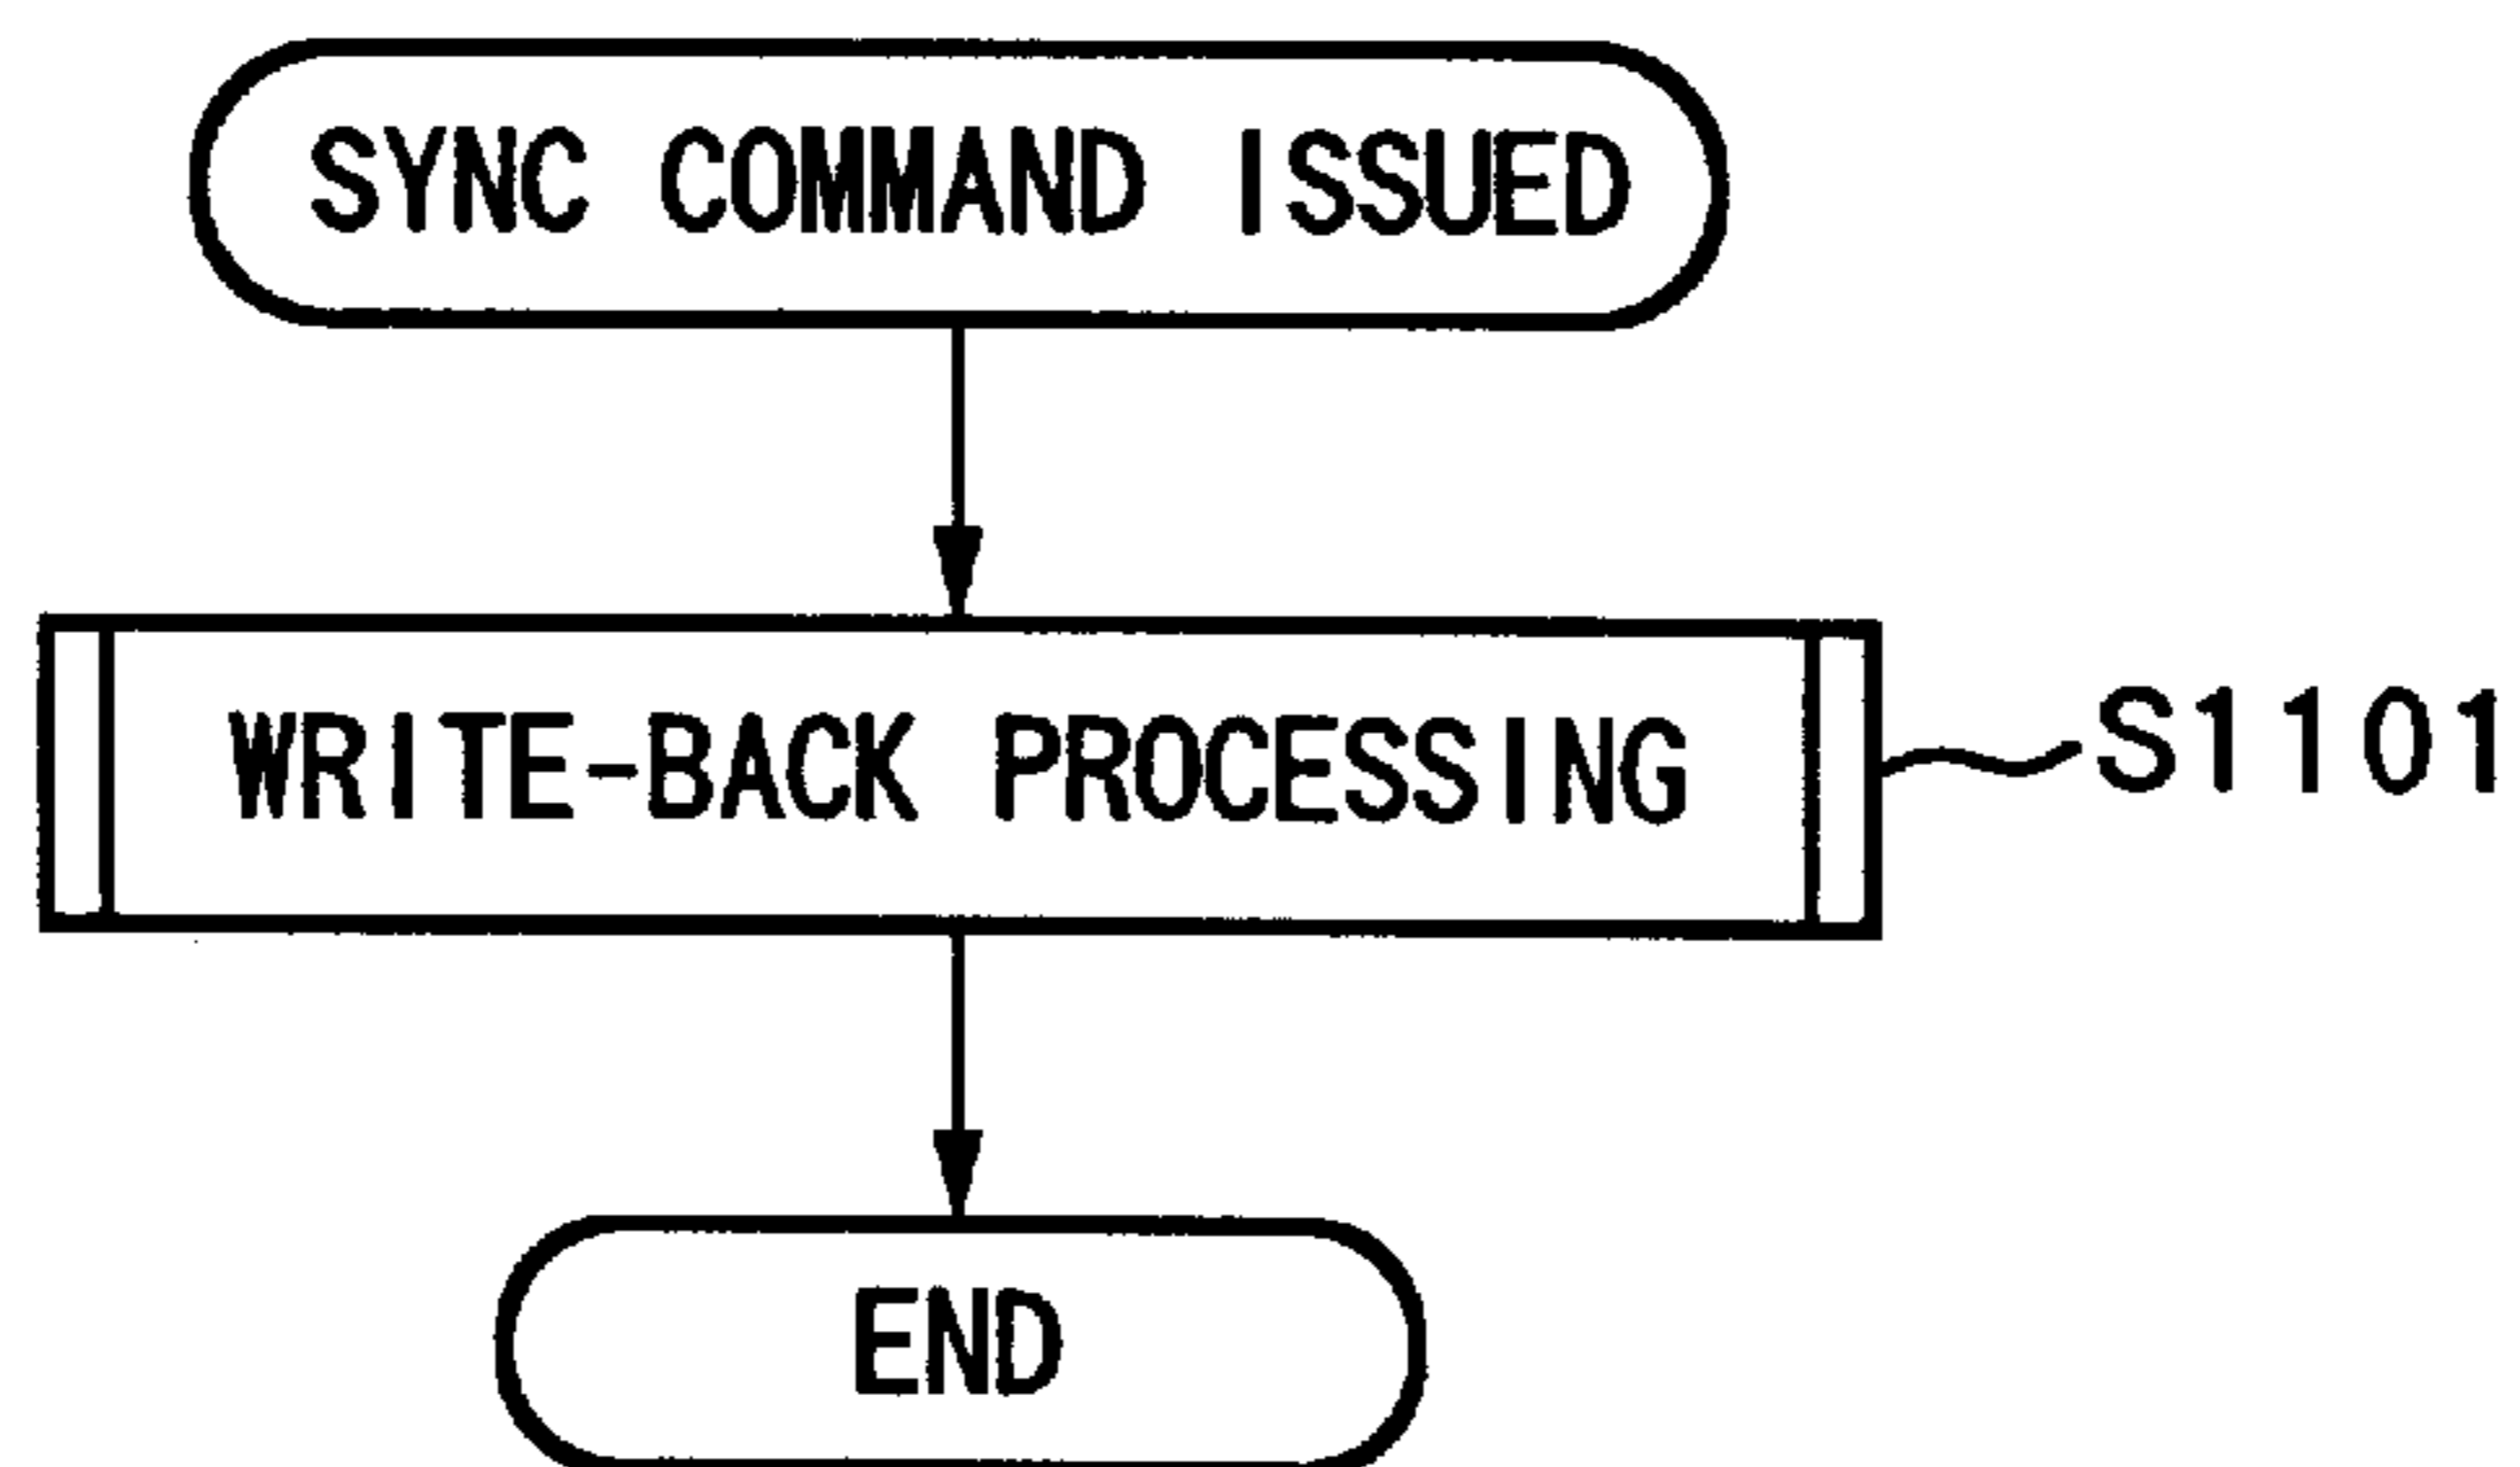 SYNC COMMAND ISSUED
WRITE-BACK PROCESSING
S1101
END